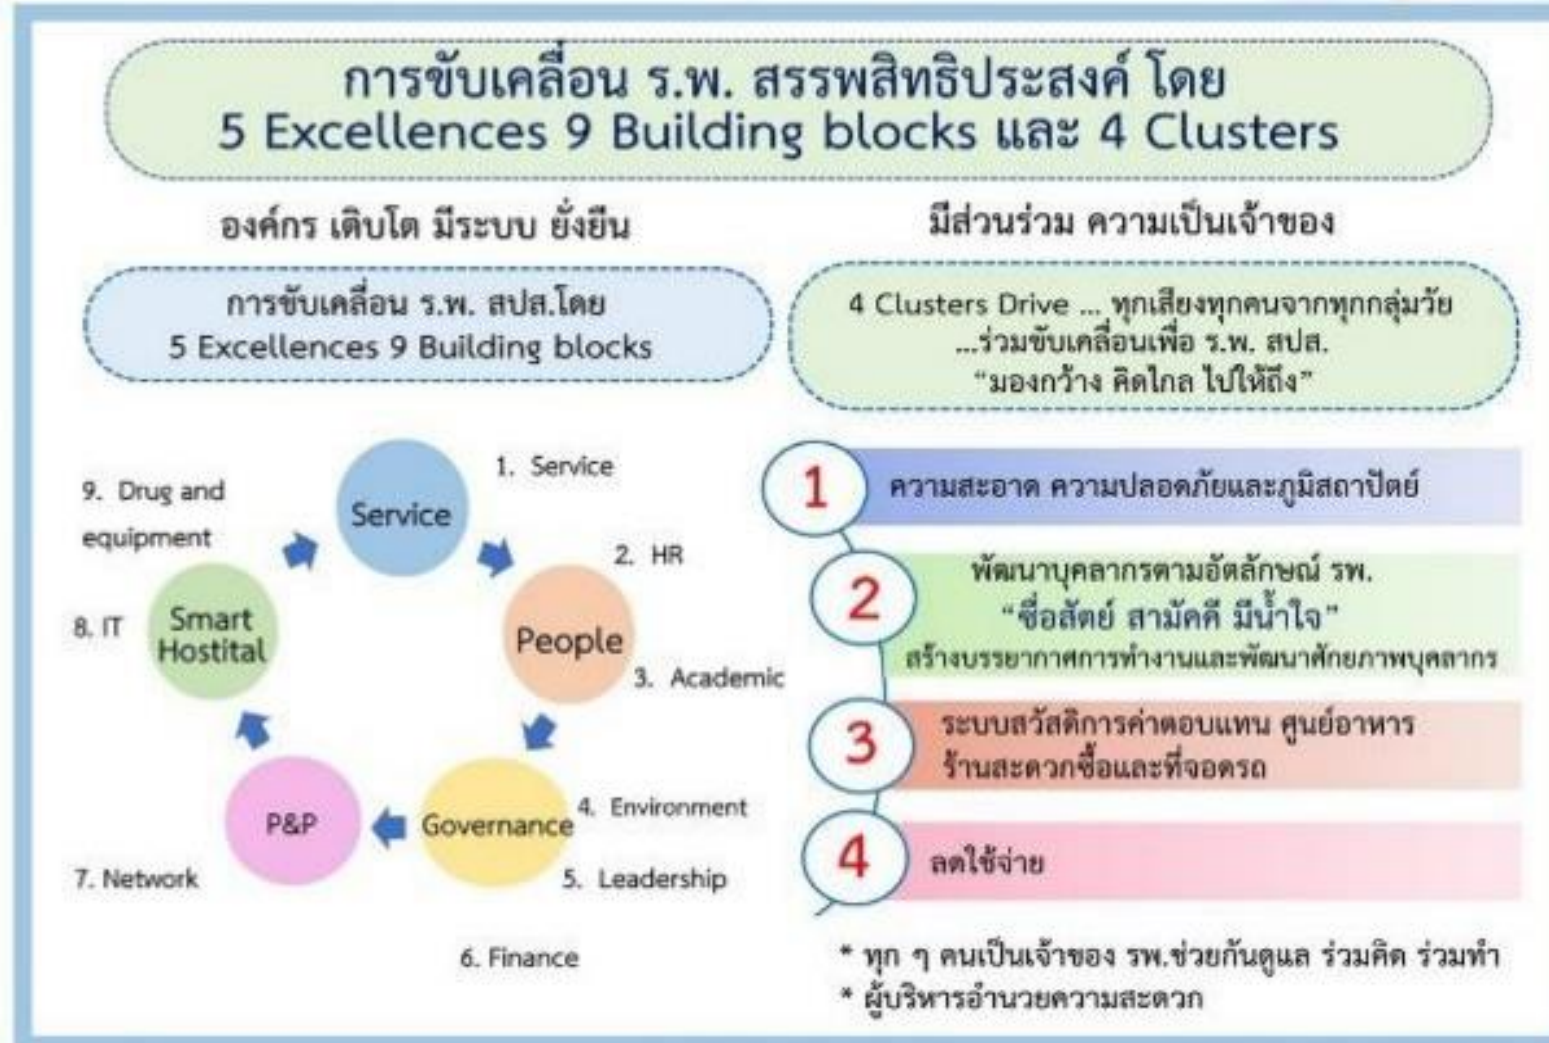 การขับเคลื่อน ร.พ. สรรพสิทธิประสงค์ โดย
5 Excellences 9 Building blocks และ 4 Clusters
องค์กร เติบโต มีระบบ ยั่งยืน
การขับเคลื่อน ร.พ. สปส.โดย
5 Excellences 9 Building blocks
Service
People
Governance
P&P
Smart
Hostital
1. Service
2. HR
3. Academic
4. Environment
5. Leadership
6. Finance
7. Network
8. IT
9. Drug and
equipment
มีส่วนร่วม ความเป็นเจ้าของ
4 Clusters Drive ... ทุกเสียงทุกคนจากทุกกลุ่มวัย
...ร่วมขับเคลื่อนเพื่อ ร.พ. สปส.
“มองกว้าง คิดไกล ไปให้ถึง”
1
ความสะอาด ความปลอดภัยและภูมิสถาปัตย์
2
พัฒนาบุคลากรตามอัตลักษณ์ รพ.
“ซื่อสัตย์ สามัคคี มีน้ำใจ”
สร้างบรรยากาศการทำงานและพัฒนาศักยภาพบุคลากร
3
ระบบสวัสดิการค่าตอบแทน ศูนย์อาหาร
ร้านสะดวกซื้อและที่จอดรถ
4
ลดใช้จ่าย
* ทุก ๆ คนเป็นเจ้าของ รพ.ช่วยกันดูแล ร่วมคิด ร่วมทำ
* ผู้บริหารอำนวยความสะดวก